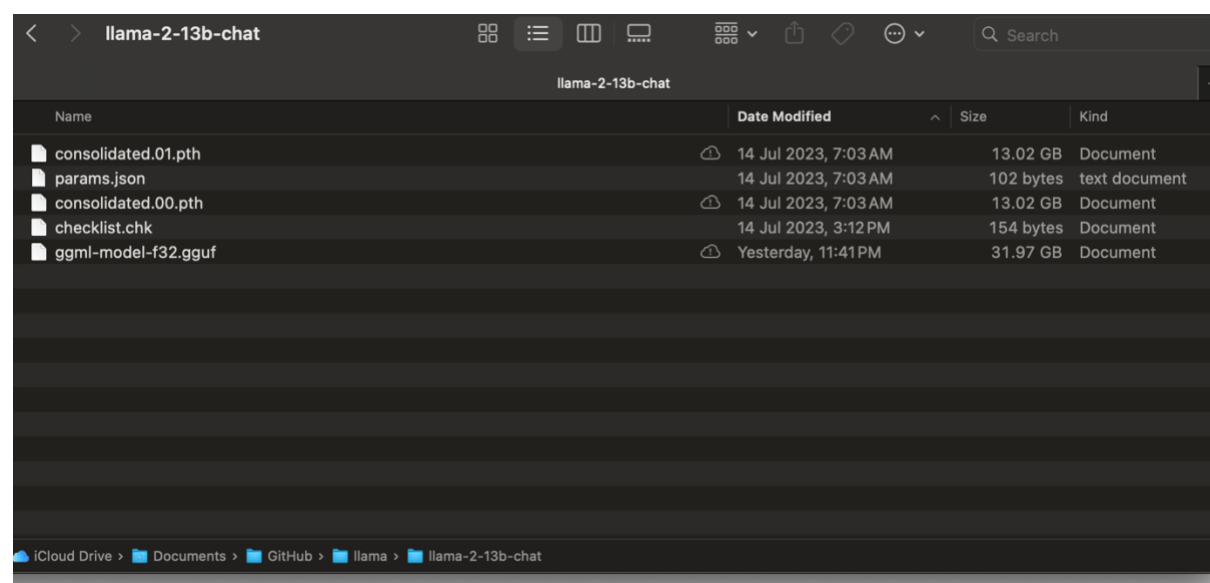 llama-2-13b-chat
Search
llama-2-13b-chat
Name Date Modified Size Kind
consolidated.01.pth 14 Jul 2023, 7:03 AM 13.02 GB Document
params.json 14 Jul 2023, 7:03 AM 102 bytes text document
consolidated.00.pth 14 Jul 2023, 7:03 AM 13.02 GB Document
checklist.chk 14 Jul 2023, 3:12 PM 154 bytes Document
ggml-model-f32.gguf Yesterday, 11:41 PM 31.97 GB Document
iCloud Drive › Documents › GitHub › llama › llama-2-13b-chat